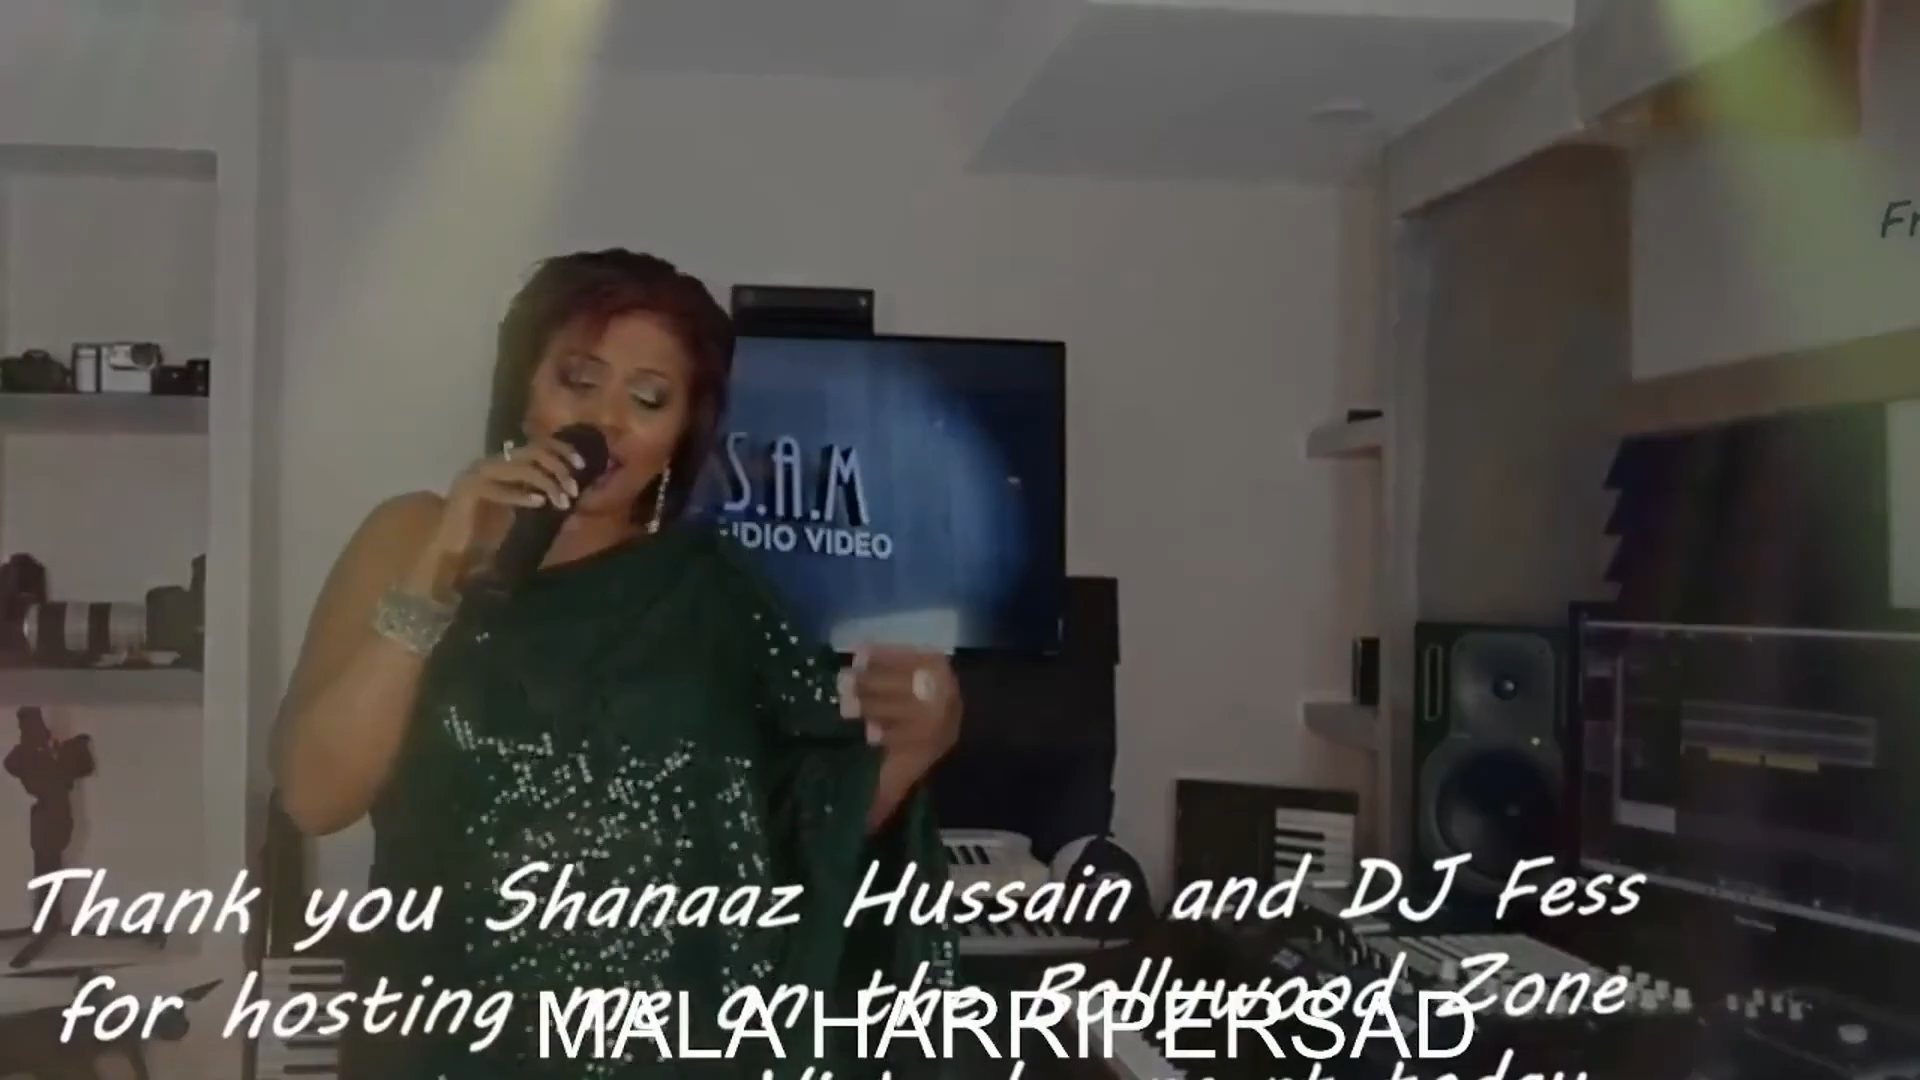 Fr
S.A.M
UDIO VIDEO
Thank you Shanaaz Hussain and DJ Fess
for hosting me on the Bollywood Zone
MALA HARRIPERSAD
today